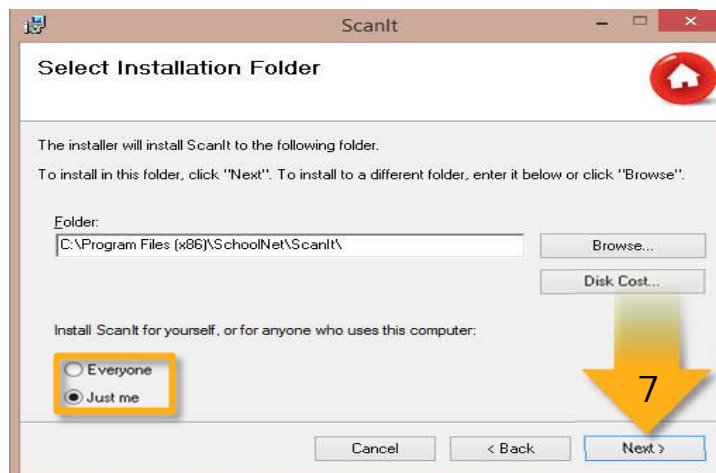 ScanIt
Select Installation Folder
The installer will install ScanIt to the following folder.
To install in this folder, click "Next". To install to a different folder, enter it below or click "Browse".
Folder:
C:\Program Files (x86)\SchoolNet\ScanIt\
Browse...
Disk Cost...
Install ScanIt for yourself, or for anyone who uses this computer:
Everyone
Just me
7
Cancel
< Back
Next >